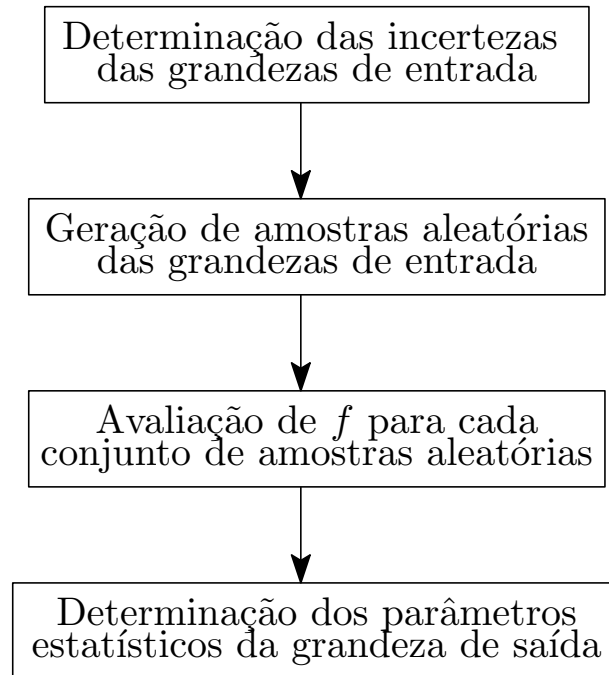 Determinação das incertezas
das grandezas de entrada
Geração de amostras aleatórias
das grandezas de entrada
Avaliação de f para cada
conjunto de amostras aleatórias
Determinação dos parâmetros
estatísticos da grandeza de saída